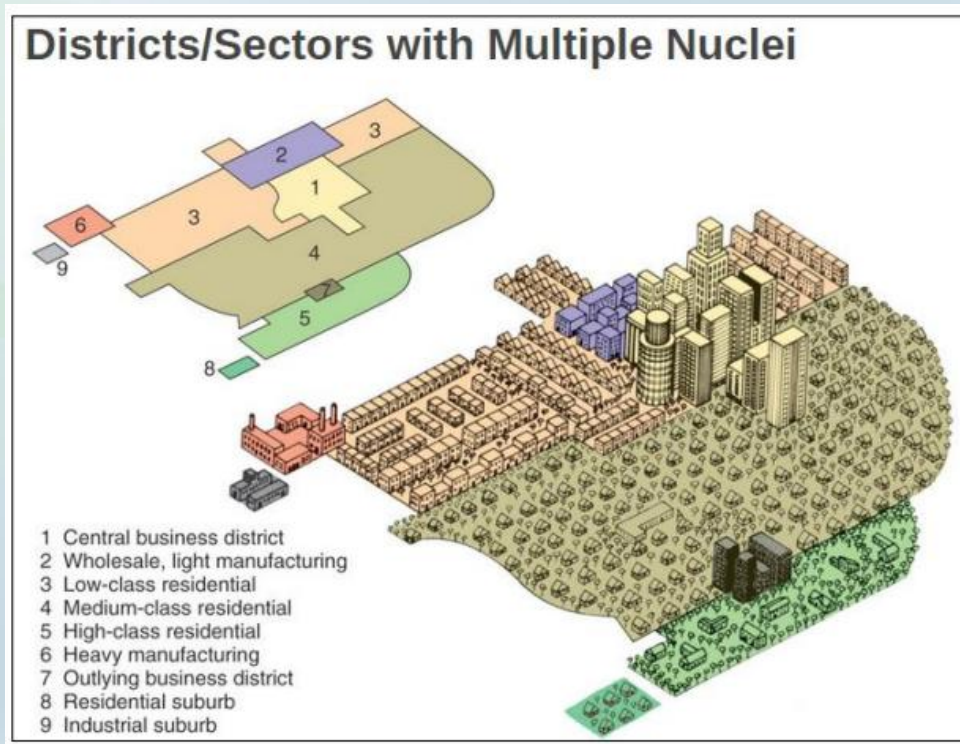 Districts/Sectors with Multiple Nuclei
3
2
1
3
6
4
9
7
5
8
1 Central business district
2 Wholesale, light manufacturing
3 Low-class residential
4 Medium-class residential
5 High-class residential
6 Heavy manufacturing
7 Outlying business district
8 Residential suburb
9 Industrial suburb